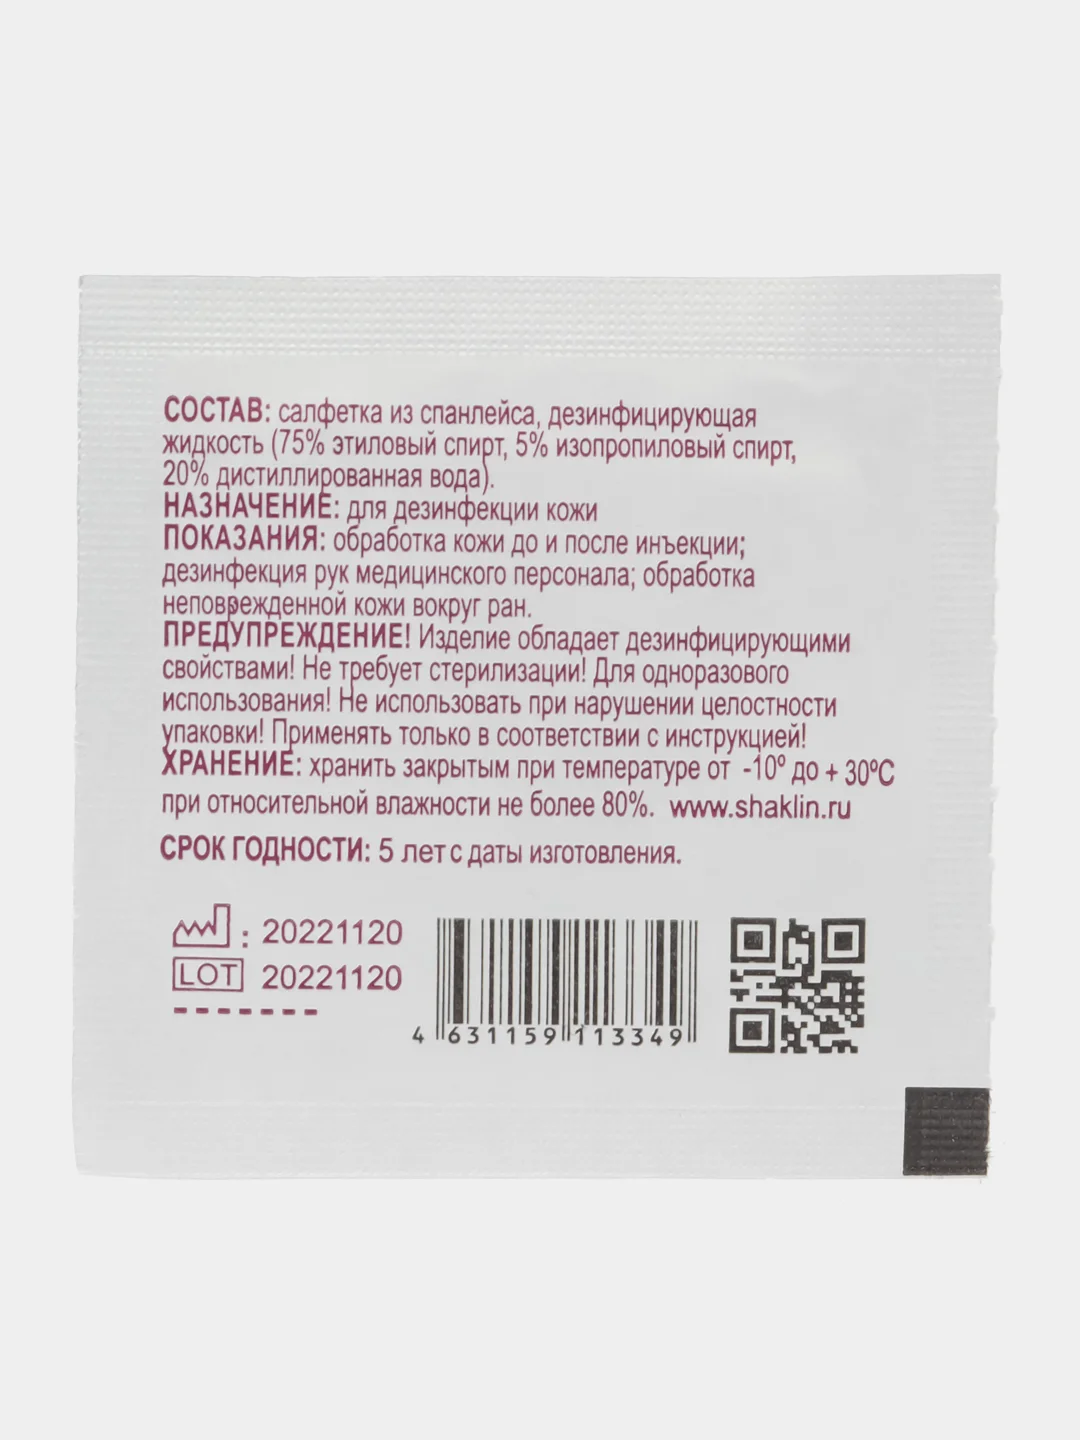 СОСТАВ: салфетка из спанлейса, дезинфицирующая
жидкость (75% этиловый спирт, 5% изопропиловый спирт,
20% дистиллированная вода).
НАЗНАЧЕНИЕ: для дезинфекции кожи
ПОКАЗАНИЯ: обработка кожи до и после инъекции;
дезинфекция рук медицинского персонала; обработка
неповрежденной кожи вокруг ран.
ПРЕДУПРЕЖДЕНИЕ! Изделие обладает дезинфицирующими
свойствами! Не требует стерилизации! Для одноразового
использования! Не использовать при нарушении целостности
упаковки! Применять только в соответствии с инструкцией!
ХРАНЕНИЕ: хранить закрытым при температуре от -10º до + 30ºС
при относительной влажности не более 80%. www.shaklin.ru
СРОК ГОДНОСТИ: 5 лет с даты изготовления.
: 20221120
LOT 20221120
4 631159 113349